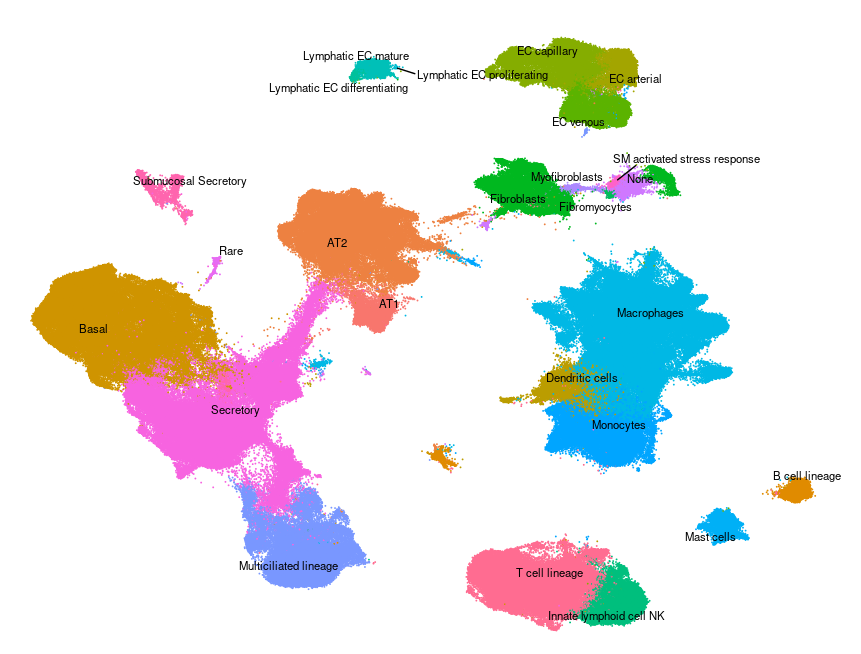 EC capillary
Lymphatic EC mature
Lymphatic EC proliferating
EC arterial
Lymphatic EC differentiating
EC venous
SM activated stress response
Submucosal Secretory
Myofibroblasts
None
Fibroblasts
Fibromyocytes
AT2
Rare
AT1
Macrophages
Basal
Dendritic cells
Secretory
Monocytes
B cell lineage
Mast cells
Multiciliated lineage
T cell lineage
Innate lymphoid cell NK